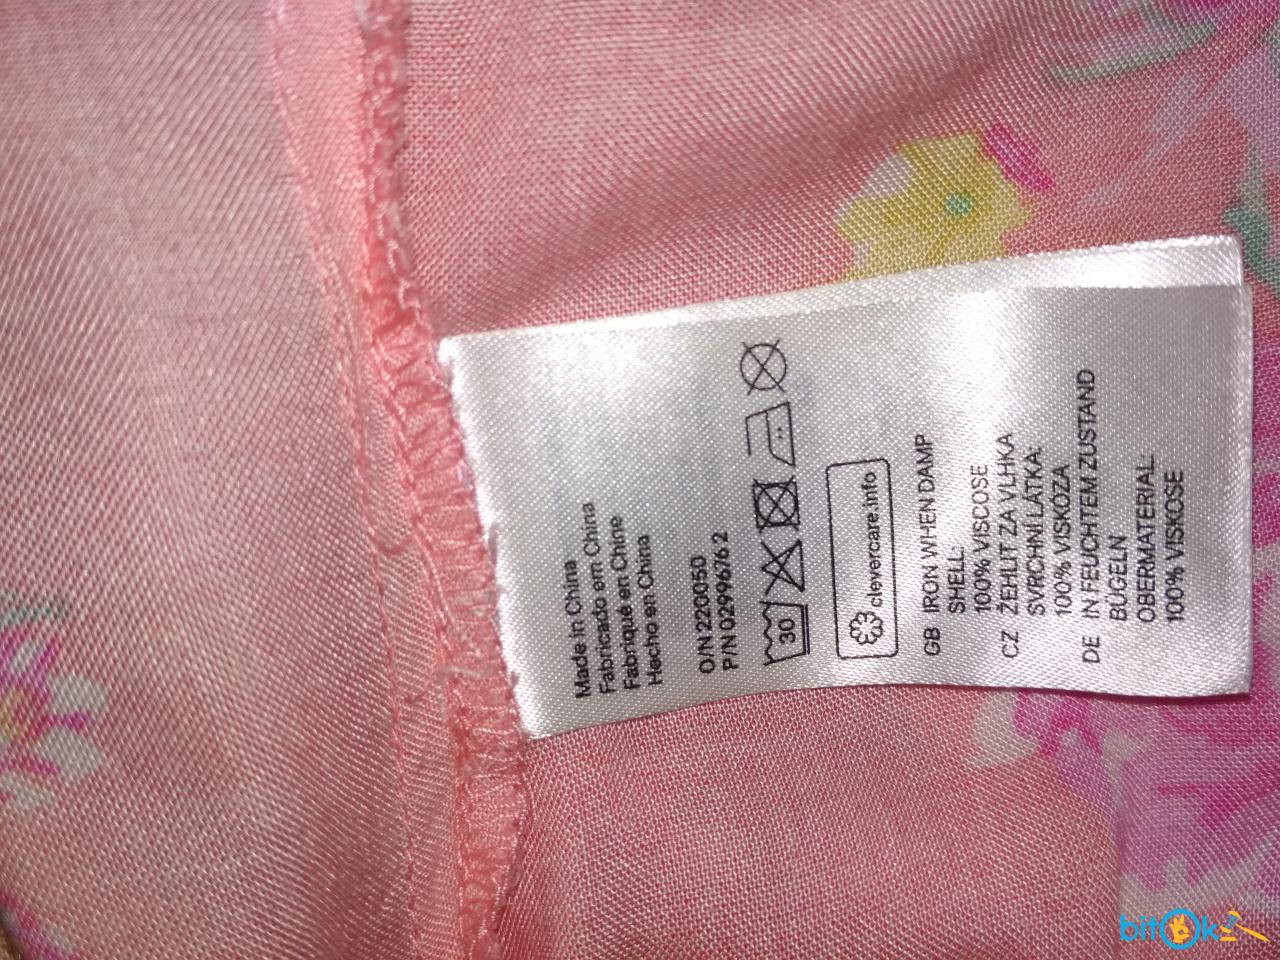 Made in China
Fabricado em China
Fabriqué en Chine
Hecho en China
O/N 220050
P/N 0299676 2
30
clevercare.info
GB IRON WHEN DAMP
SHELL:
100% VISCOSE
CZ ŽEHLIT ZA VLHKA
SVRCHNÍ LÁTKA:
100% VISKOZA
DE IN FEUCHTEM ZUSTAND
BÜGELN
OBERMATERIAL:
100% VISKOSE
bitOk